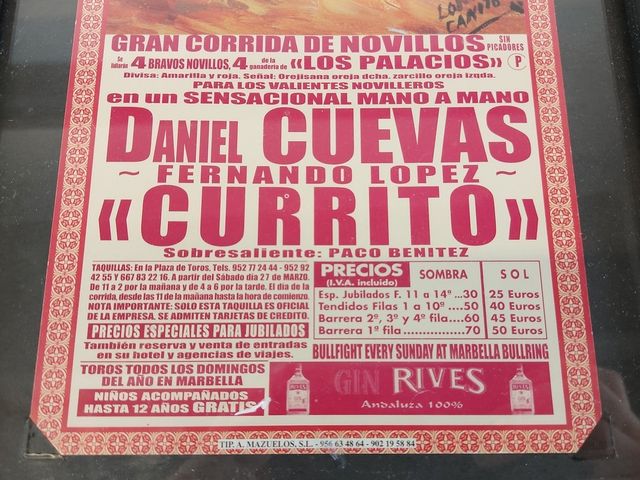 GRAN CORRIDA DE NOVILLOS SIN PICADORES
Se lidiarán 4 BRAVOS NOVILLOS, 4 de la ganadería de «LOS PALACIOS» P
Divisa: Amarilla y roja. Señal: Orejisana oreja dcha. zarcillo oreja izqda.
PARA LOS VALIENTES NOVILLEROS
en un SENSACIONAL MANO A MANO
DANIEL CUEVAS
~ FERNANDO LOPEZ ~
«CURRITO»
Sobresaliente: PACO BENITEZ
TAQUILLAS: En la Plaza de Toros, Tels. 952 77 24 44 - 952 92
42 55 Y 667 83 22 16. A partir del Sábado día 27 de MARZO.
De 11 a 2 por la mañana y de 4 a 6 por la tarde. El día de la
corrida, desde las 11 de la mañana hasta la hora de comienzo.
NOTA IMPORTANTE: SOLO ESTA TAQUILLA ES OFICIAL
DE LA EMPRESA. SE ADMITEN TARJETAS DE CREDITO.
PRECIOS ESPECIALES PARA JUBILADOS
También reserva y venta de entradas
en su hotel y agencias de viajes.
TOROS TODOS LOS DOMINGOS
DEL AÑO EN MARBELLA
NIÑOS ACOMPAÑADOS
HASTA 12 AÑOS GRATIS
PRECIOS (I.V.A. incluido) SOMBRA SOL
Esp. Jubilados F. 11 a 14ª ...30 25 Euros
Tendidos Filas 1 a 10ª .....50 40 Euros
Barrera 2ª, 3ª y 4ª fila....60 45 Euros
Barrera 1ª fila..................70 50 Euros
BULLFIGHT EVERY SUNDAY AT MARBELLA BULLRING
GIN RIVES
Andaluza 100%
TIP. A. MAZUELOS, S.L. - 956 63 48 64 - 902 19 58 84